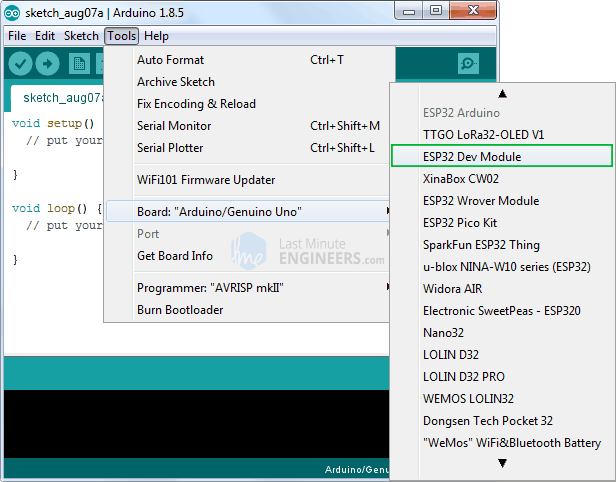 sketch_aug07a | Arduino 1.8.5
File Edit Sketch Tools Help
sketch_aug07a
void setup()
// put your
}
void loop() {
// put your
}
Auto Format Ctrl+T
Archive Sketch
Fix Encoding & Reload
Serial Monitor Ctrl+Shift+M
Serial Plotter Ctrl+Shift+L
WiFi101 Firmware Updater
Board: "Arduino/Genuino Uno"
Port
Get Board Info
Programmer: "AVRISP mkII"
Burn Bootloader
Last Minute
ENGINEERS.com
ESP32 Arduino
TTGO LoRa32-OLED V1
ESP32 Dev Module
XinaBox CW02
ESP32 Wrover Module
ESP32 Pico Kit
SparkFun ESP32 Thing
u-blox NINA-W10 series (ESP32)
Widora AIR
Electronic SweetPeas - ESP320
Nano32
LOLIN D32
LOLIN D32 PRO
WEMOS LOLIN32
Dongsen Tech Pocket 32
"WeMos" WiFi&Bluetooth Battery
Arduino/Genu